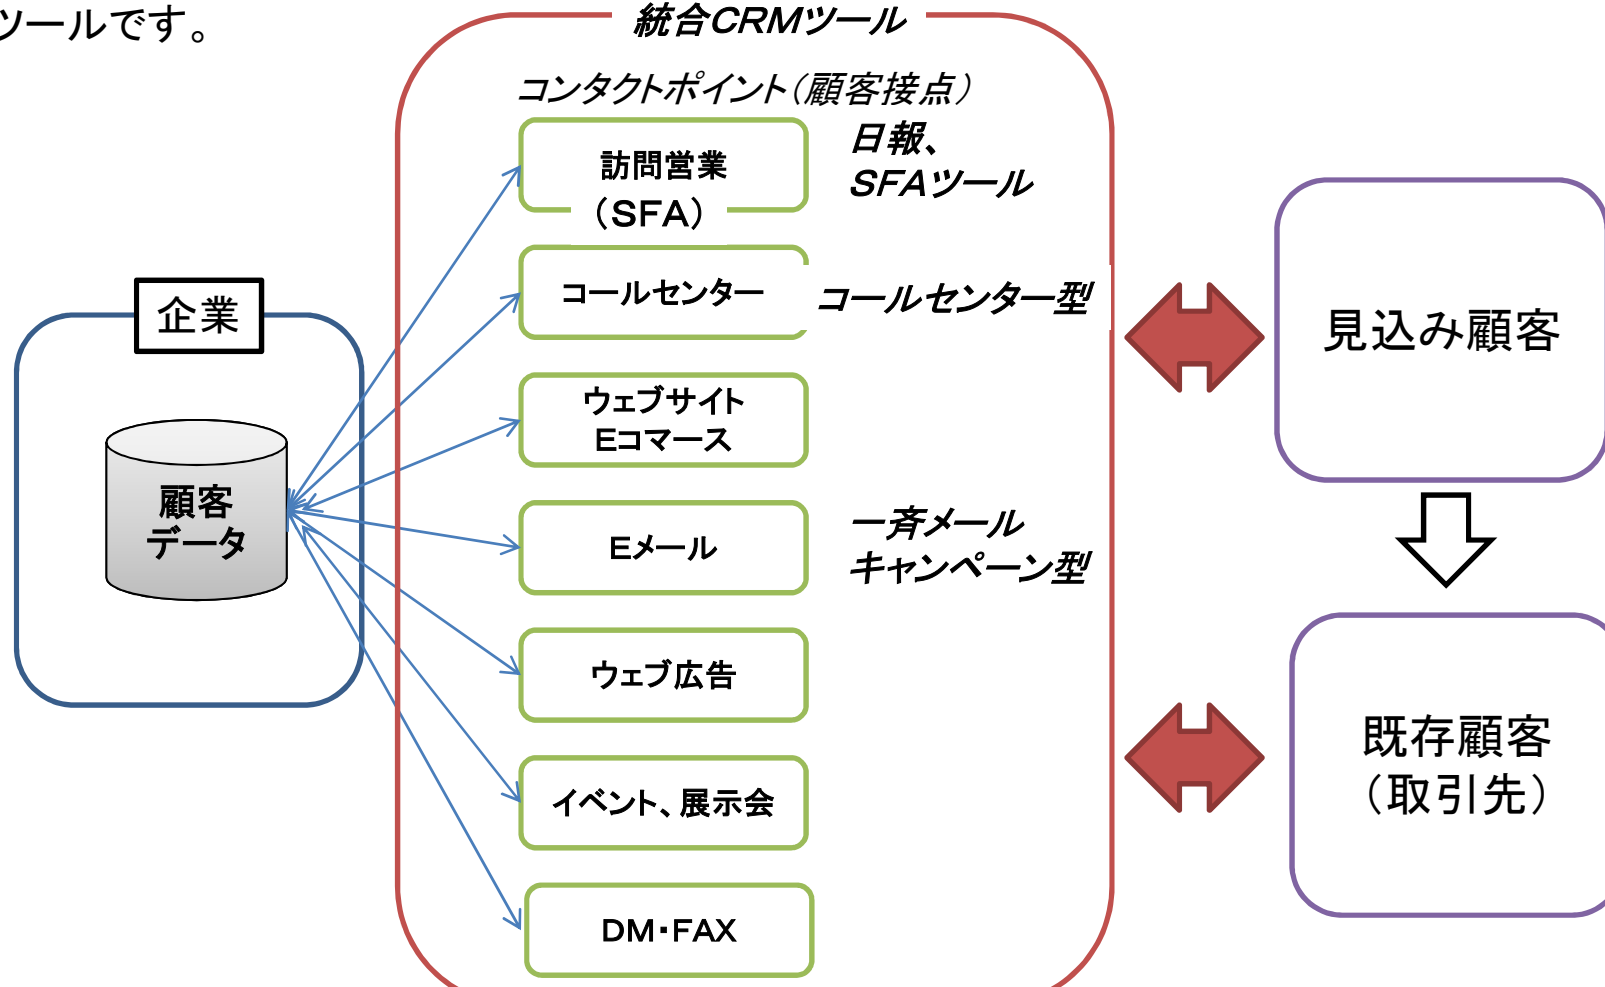 ツールです。
統合CRMツール
コンタクトポイント（顧客接点）
訪問営業
（SFA）
日報、
SFAツール
コールセンター
コールセンター型
ウェブサイト
Eコマース
Eメール
一斉メール
キャンペーン型
ウェブ広告
イベント、展示会
DM・FAX
企業
顧客
データ
見込み顧客
既存顧客
（取引先）